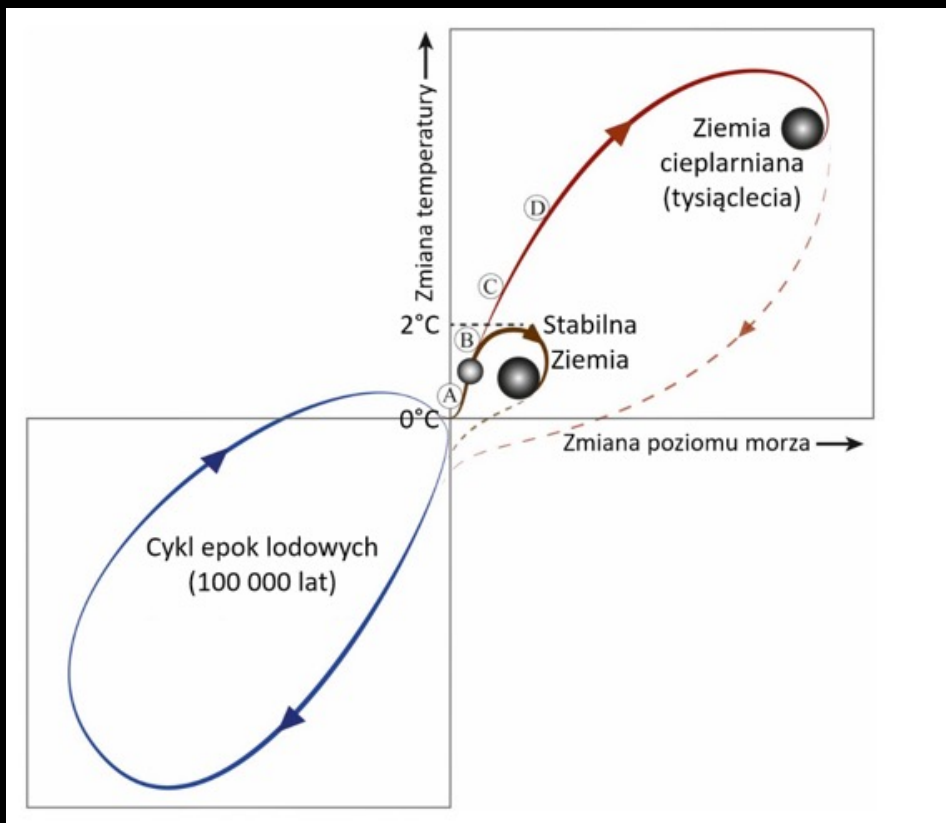 Zmiana temperatury
Ziemia
cieplarniana
(tysiąclecia)
D
C
2°C
Stabilna
B
Ziemia
A
0°C
Zmiana poziomu morza
Cykl epok lodowych
(100 000 lat)